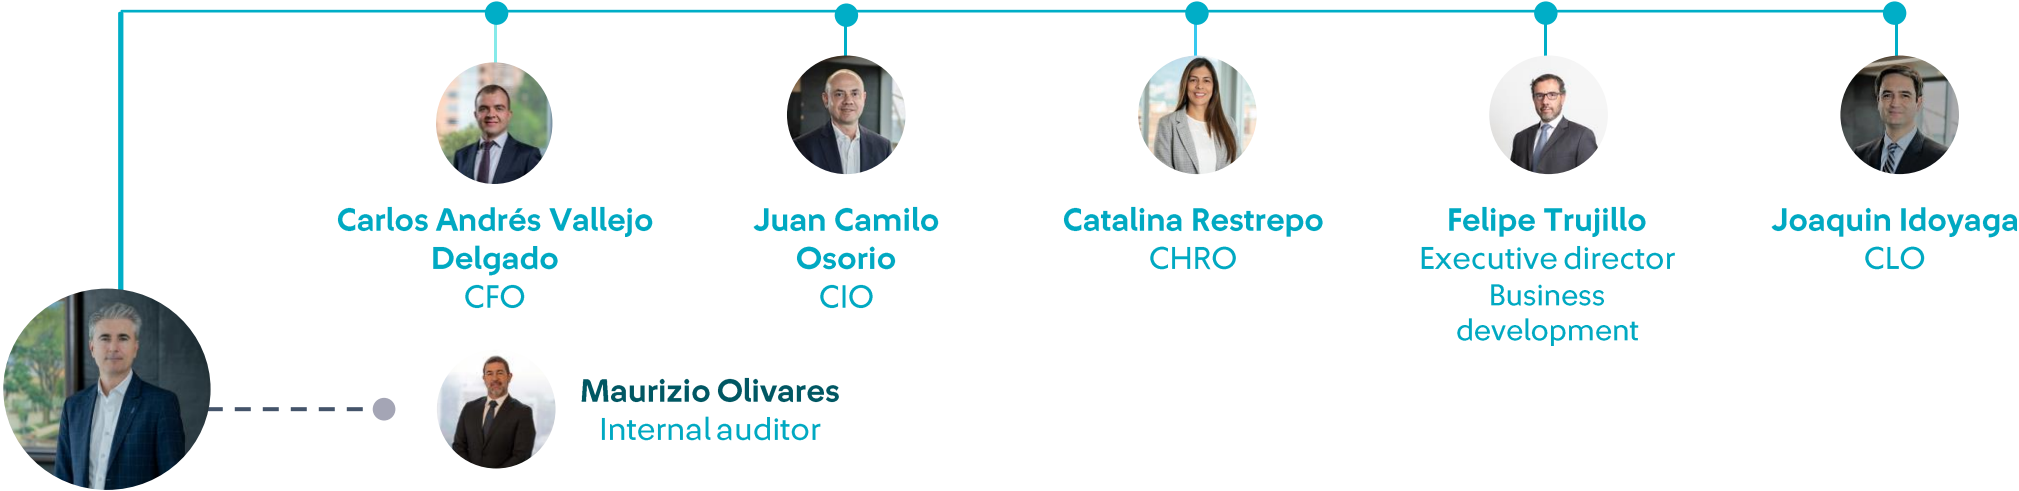 Carlos Andrés Vallejo
Delgado
CFO
Juan Camilo
Osorio
CIO
Catalina Restrepo
CHRO
Felipe Trujillo
Executive director
Business
development
Joaquin Idoyaga
CLO
Maurizio Olivares
Internal auditor